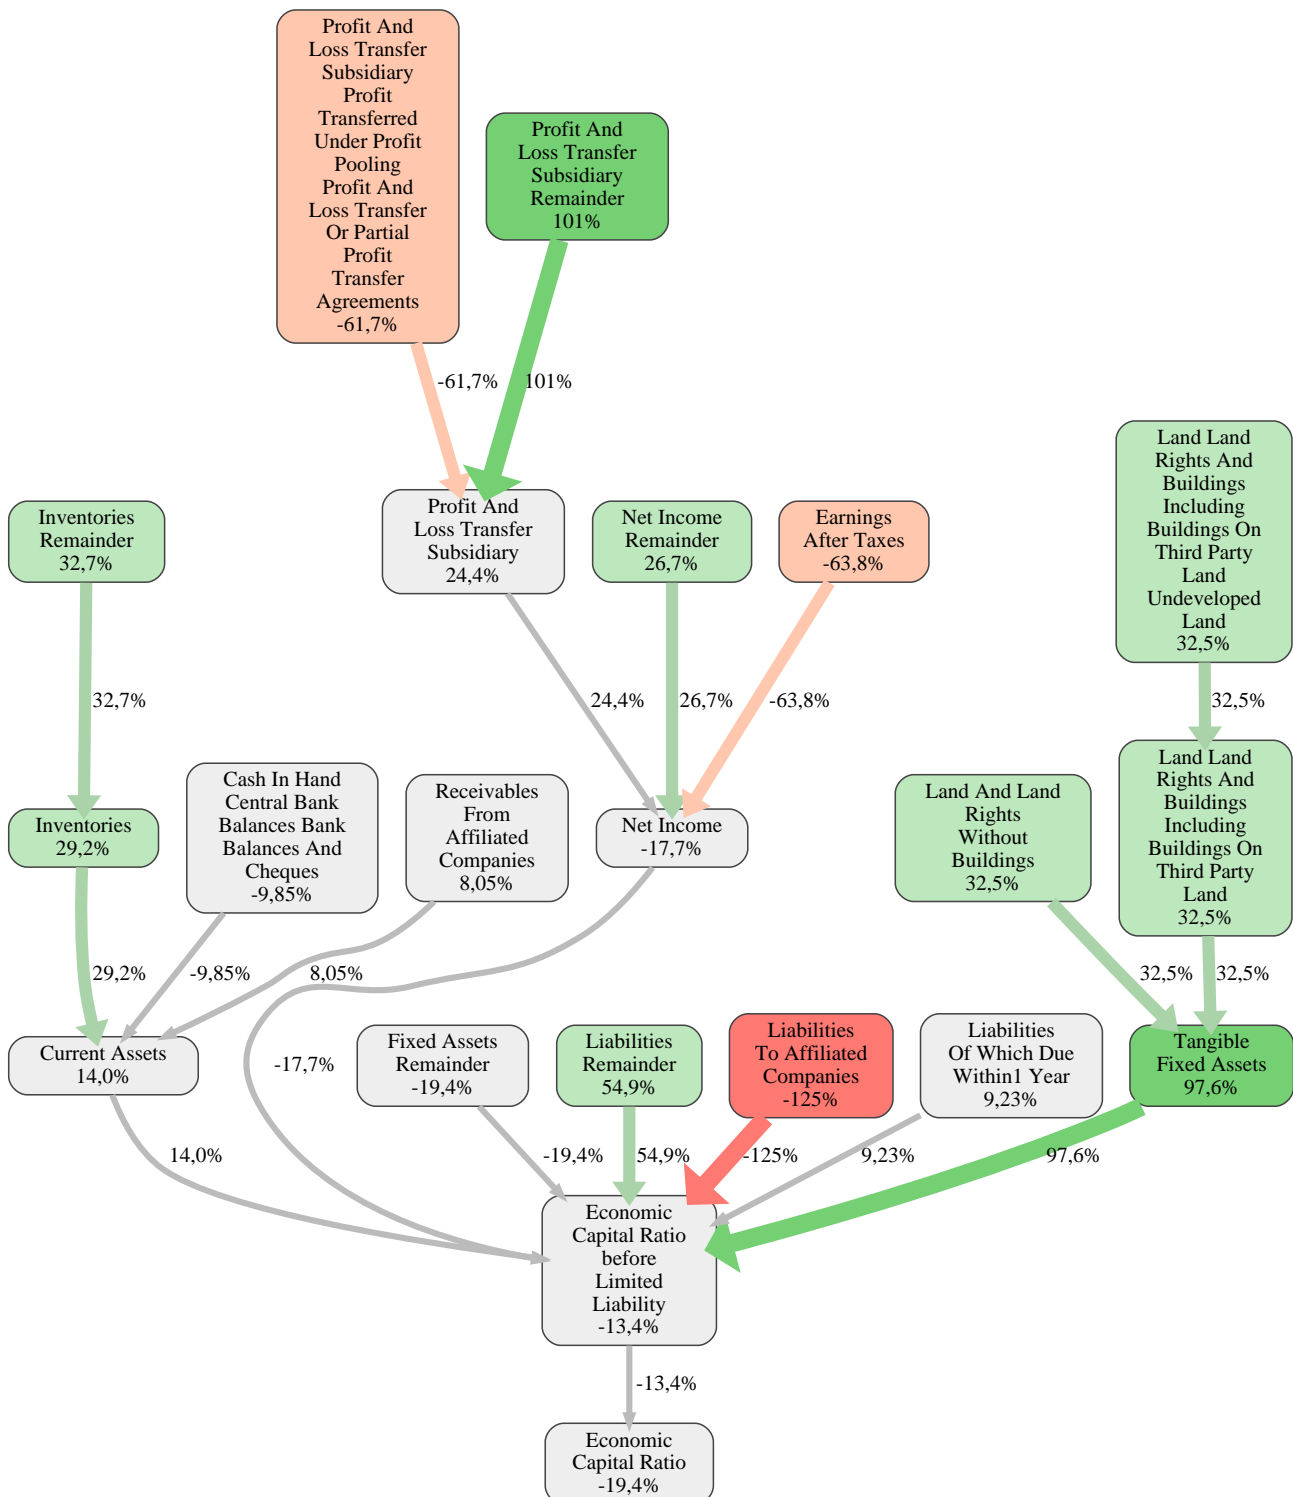 Profit And
Loss Transfer
Subsidiary
Profit
Transferred
Under Profit
Pooling
Profit And
Loss Transfer
Or Partial
Profit
Transfer
Agreements
-61,7%
Profit And
Loss Transfer
Subsidiary
Remainder
101%
-61,7%
101%
Land Land
Rights And
Buildings
Including
Buildings On
Third Party
Land
Undeveloped
Land
32,5%
Inventories
Remainder
32,7%
Profit And
Loss Transfer
Subsidiary
24,4%
Net Income
Remainder
26,7%
Earnings
After Taxes
-63,8%
32,7%
24,4%
26,7%
-63,8%
32,5%
Inventories
29,2%
Cash In Hand
Central Bank
Balances Bank
Balances And
Cheques
-9,85%
Receivables
From
Affiliated
Companies
8,05%
Net Income
-17,7%
Land And Land
Rights
Without
Buildings
32,5%
Land Land
Rights And
Buildings
Including
Buildings On
Third Party
Land
32,5%
29,2%
-9,85%
8,05%
32,5%
32,5%
Current Assets
14,0%
-17,7%
Fixed Assets
Remainder
-19,4%
Liabilities
Remainder
54,9%
Liabilities
To Affiliated
Companies
-125%
Liabilities
Of Which Due
Within1 Year
9,23%
Tangible
Fixed Assets
97,6%
14,0%
-19,4%
54,9%
-125%
9,23%
97,6%
Economic
Capital Ratio
before
Limited
Liability
-13,4%
-13,4%
Economic
Capital Ratio
-19,4%